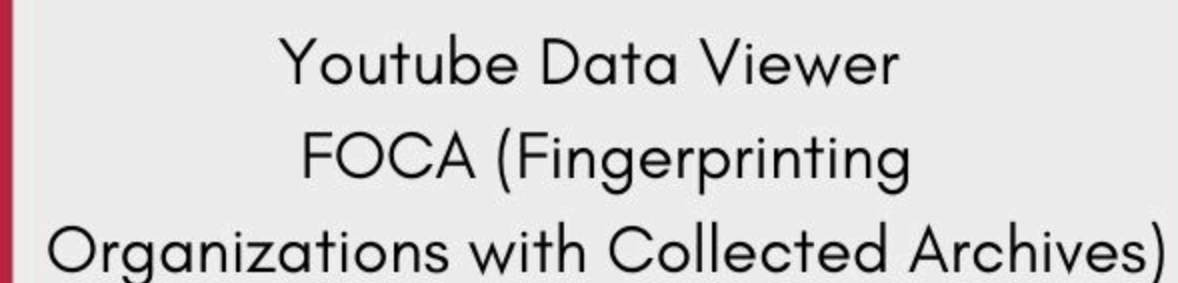 Youtube Data Viewer
FOCA (Fingerprinting
Organizations with Collected Archives)